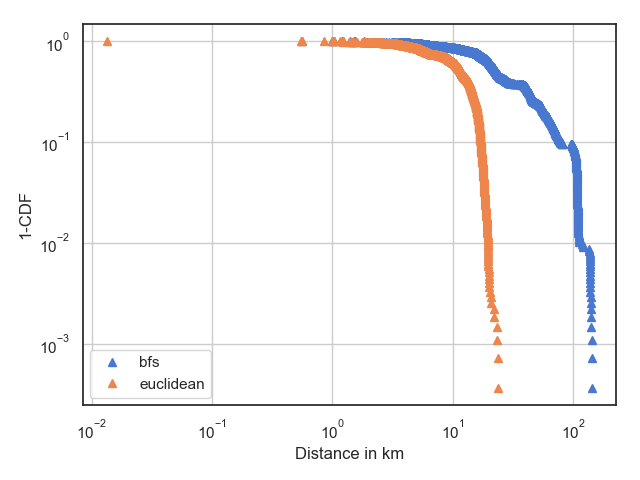 10⁰
10⁻¹
10⁻²
10⁻³
1-CDF
bfs
euclidean
10⁻² 10⁻¹ 10⁰ 10¹ 10²
Distance in km